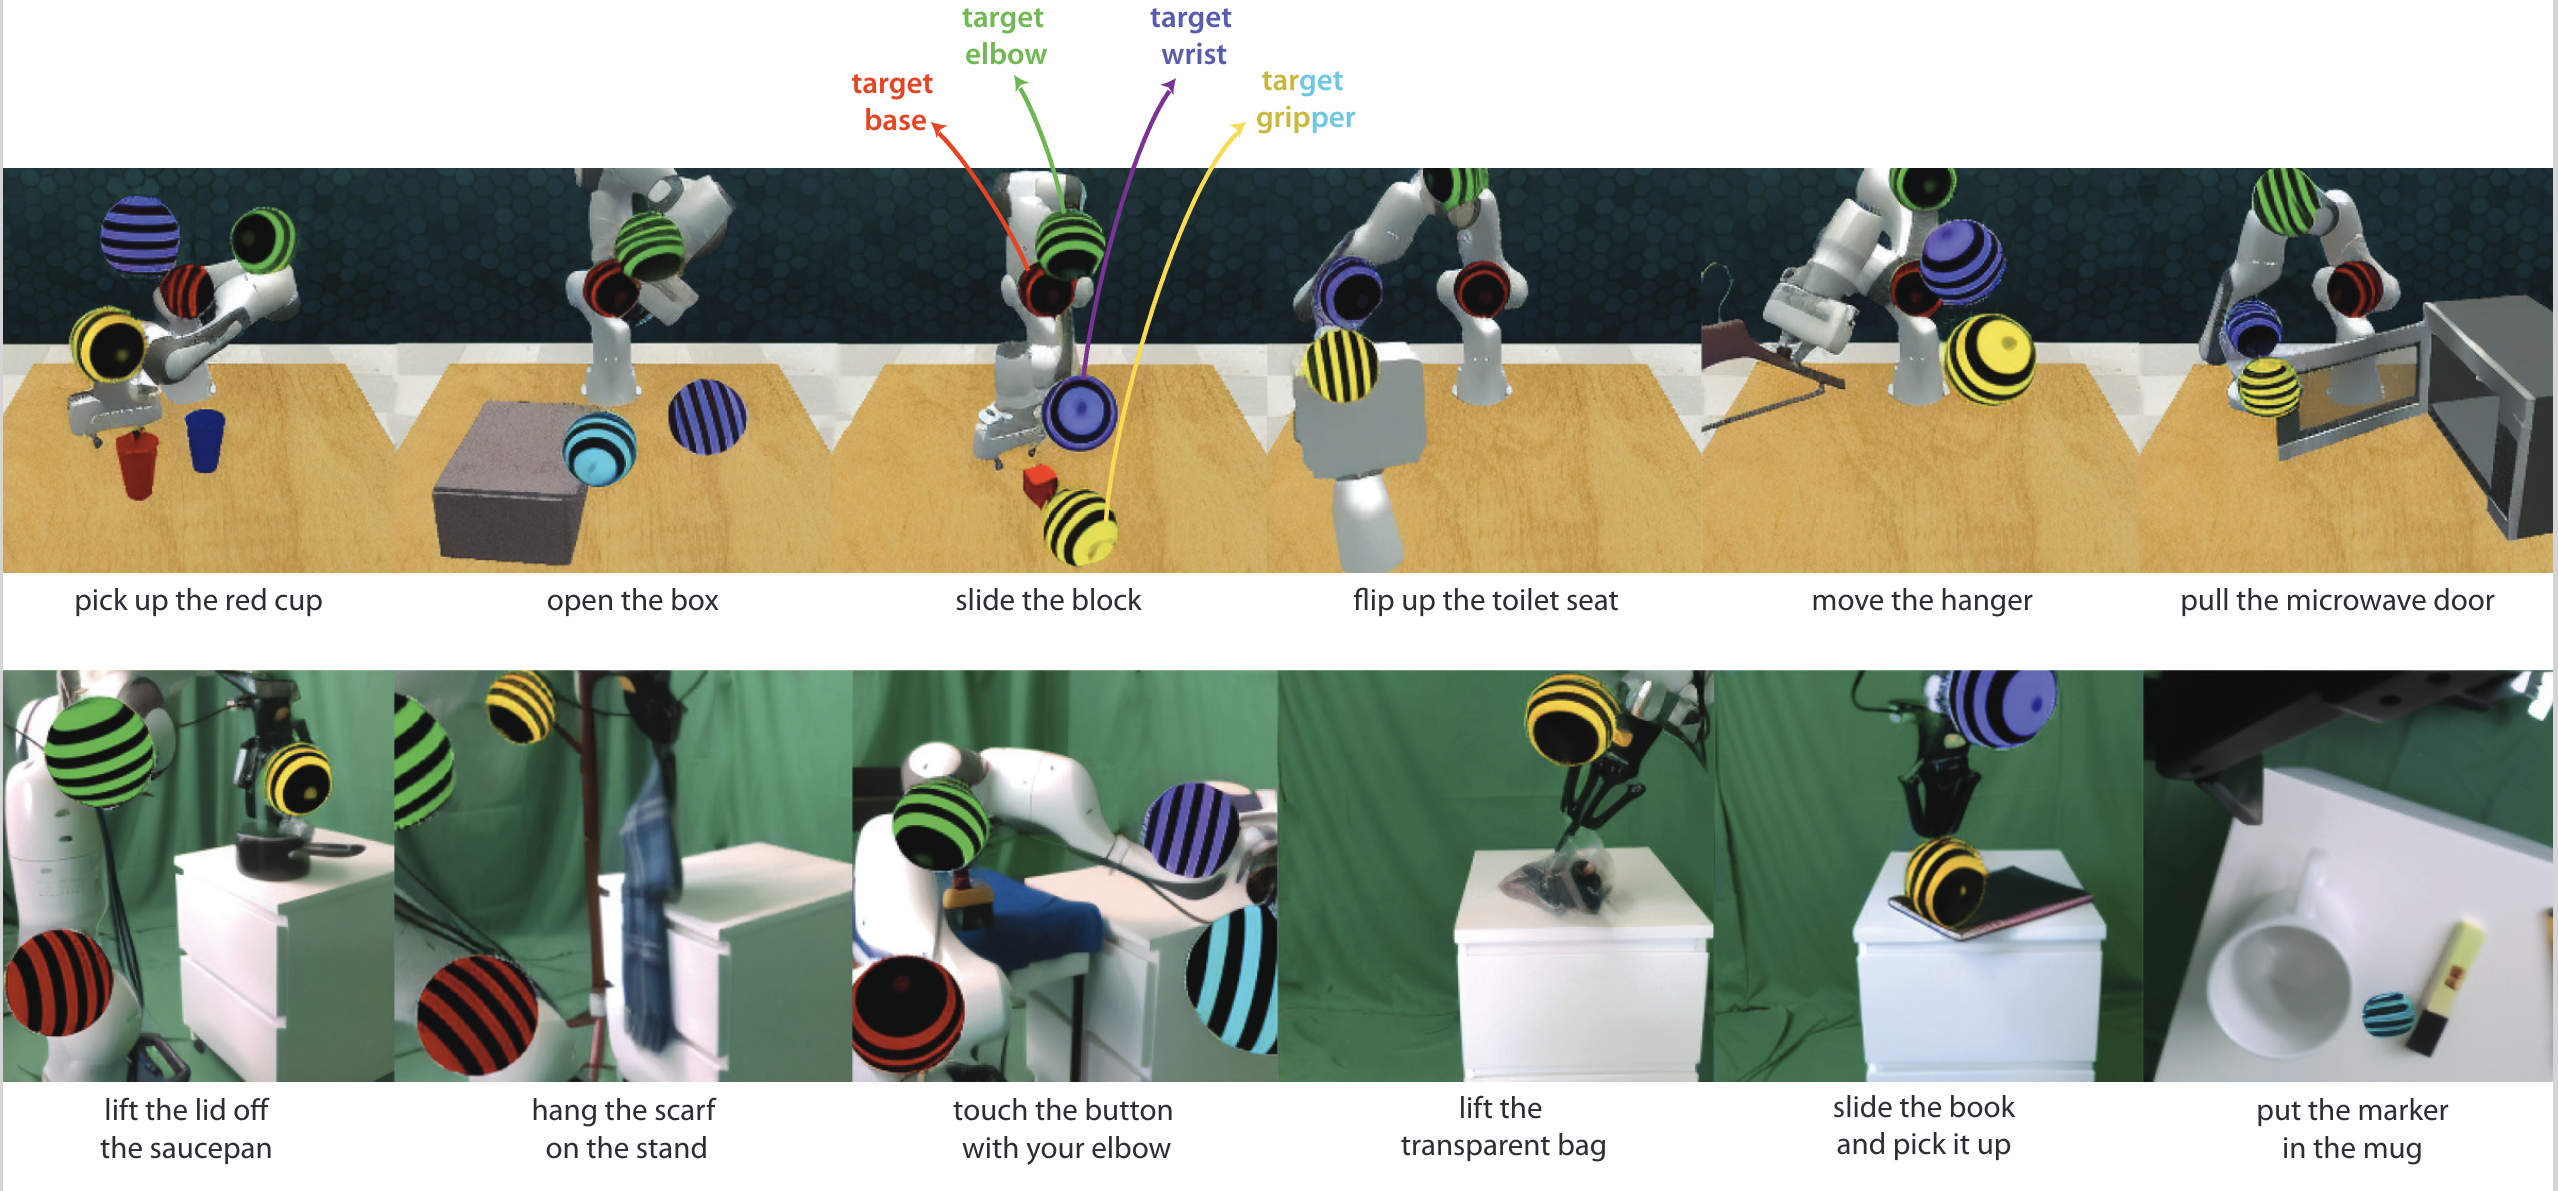 target
elbow
target
wrist
target
base
target
gripper
pick up the red cup
open the box
slide the block
flip up the toilet seat
move the hanger
pull the microwave door
lift the lid off
the saucepan
hang the scarf
on the stand
touch the button
with your elbow
lift the
transparent bag
slide the book
and pick it up
put the marker
in the mug